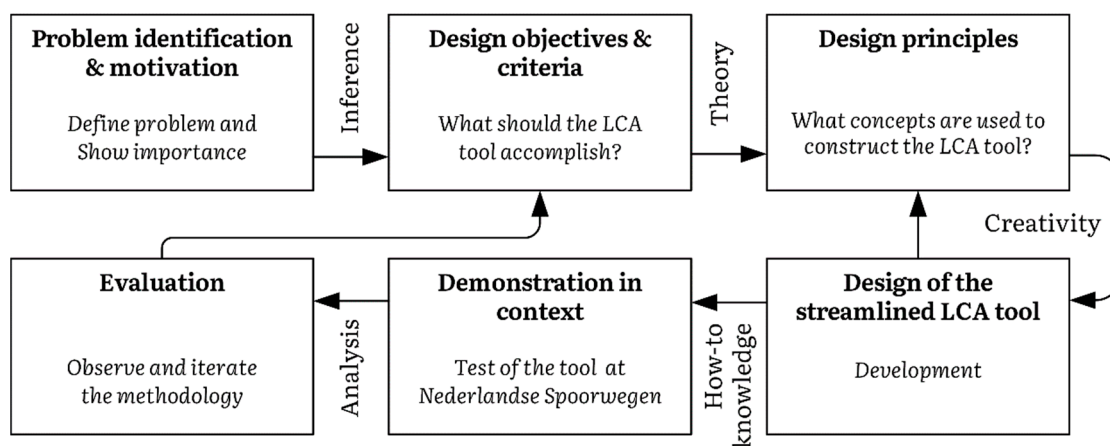 Problem identification
& motivation
Define problem and
Show importance
Inference
Design objectives &
criteria
What should the LCA
tool accomplish?
Theory
Design principles
What concepts are used to
construct the LCA tool?
Creativity
Design of the
streamlined LCA tool
Development
How-to
knowledge
Demonstration in
context
Test of the tool at
Nederlandse Spoorwegen
Analysis
Evaluation
Observe and iterate
the methodology